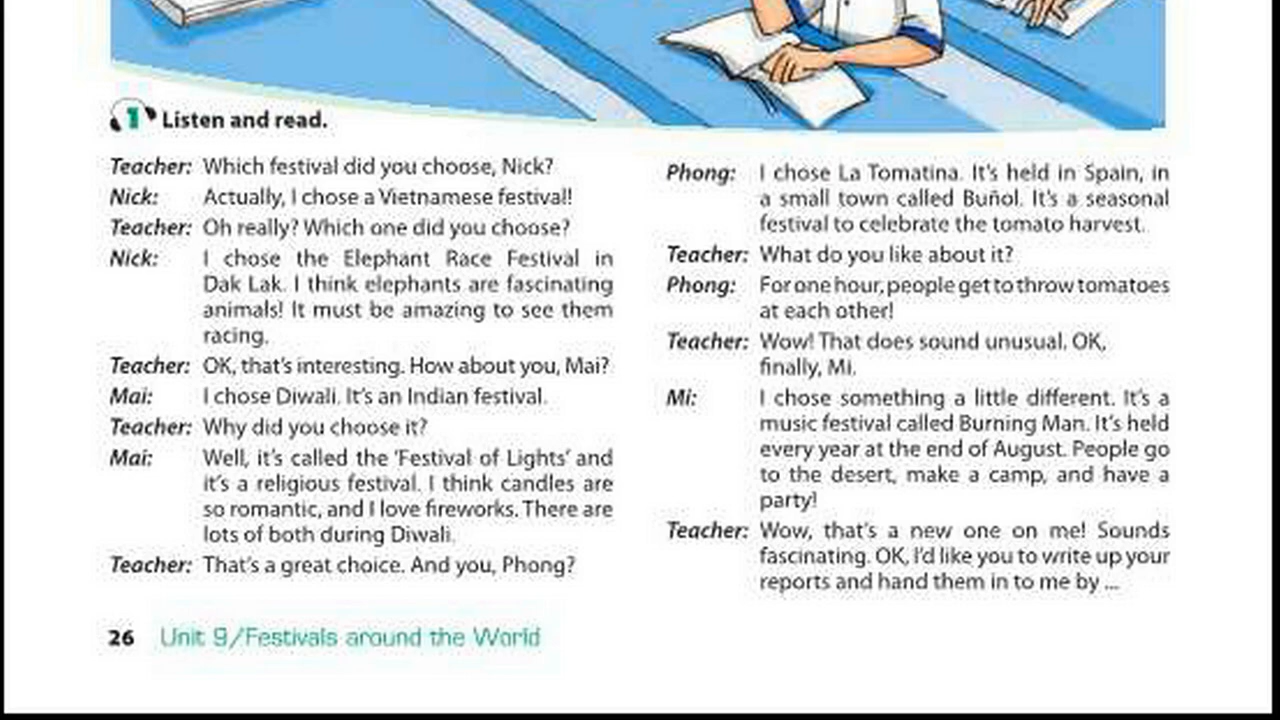 1 Listen and read.
Teacher: Which festival did you choose, Nick?
Nick: Actually, I chose a Vietnamese festival!
Teacher: Oh really? Which one did you choose?
Nick: I chose the Elephant Race Festival in
Dak Lak. I think elephants are fascinating
animals! It must be amazing to see them
racing.
Teacher: OK, that's interesting. How about you, Mai?
Mai: I chose Diwali. It's an Indian festival.
Teacher: Why did you choose it?
Mai: Well, it's called the 'Festival of Lights' and
it's a religious festival. I think candles are
so romantic, and I love fireworks. There are
lots of both during Diwali.
Teacher: That's a great choice. And you, Phong?
Phong: I chose La Tomatina. It's held in Spain, in
a small town called Buñol. It's a seasonal
festival to celebrate the tomato harvest.
Teacher: What do you like about it?
Phong: For one hour, people get to throw tomatoes
at each other!
Teacher: Wow! That does sound unusual. OK,
finally, Mi.
Mi: I chose something a little different. It's a
music festival called Burning Man. It's held
every year at the end of August. People go
to the desert, make a camp, and have a
party!
Teacher: Wow, that's a new one on me! Sounds
fascinating. OK, I'd like you to write up your
reports and hand them in to me by ...
26 Unit 9/Festivals around the World